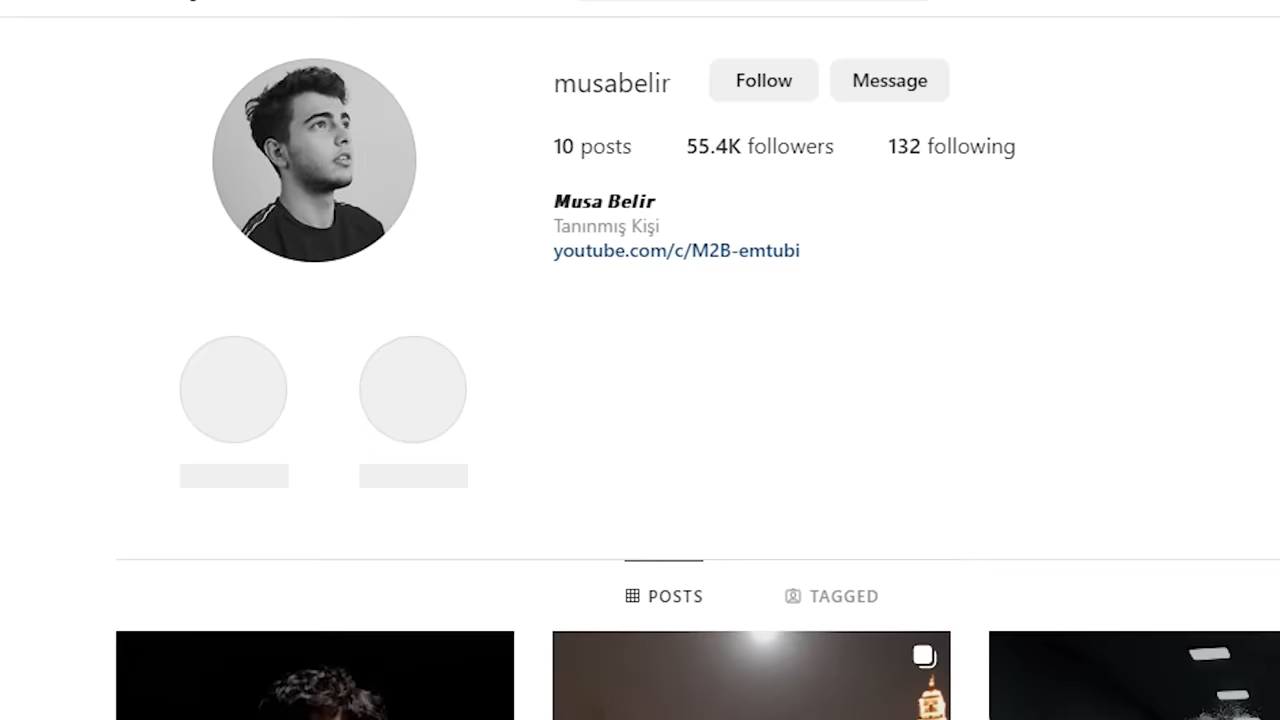 musabelir Follow Message
10 posts 55.4K followers 132 following
Musa Belir
Tanınmış Kişi
youtube.com/c/M2B-emtubi
POSTS TAGGED